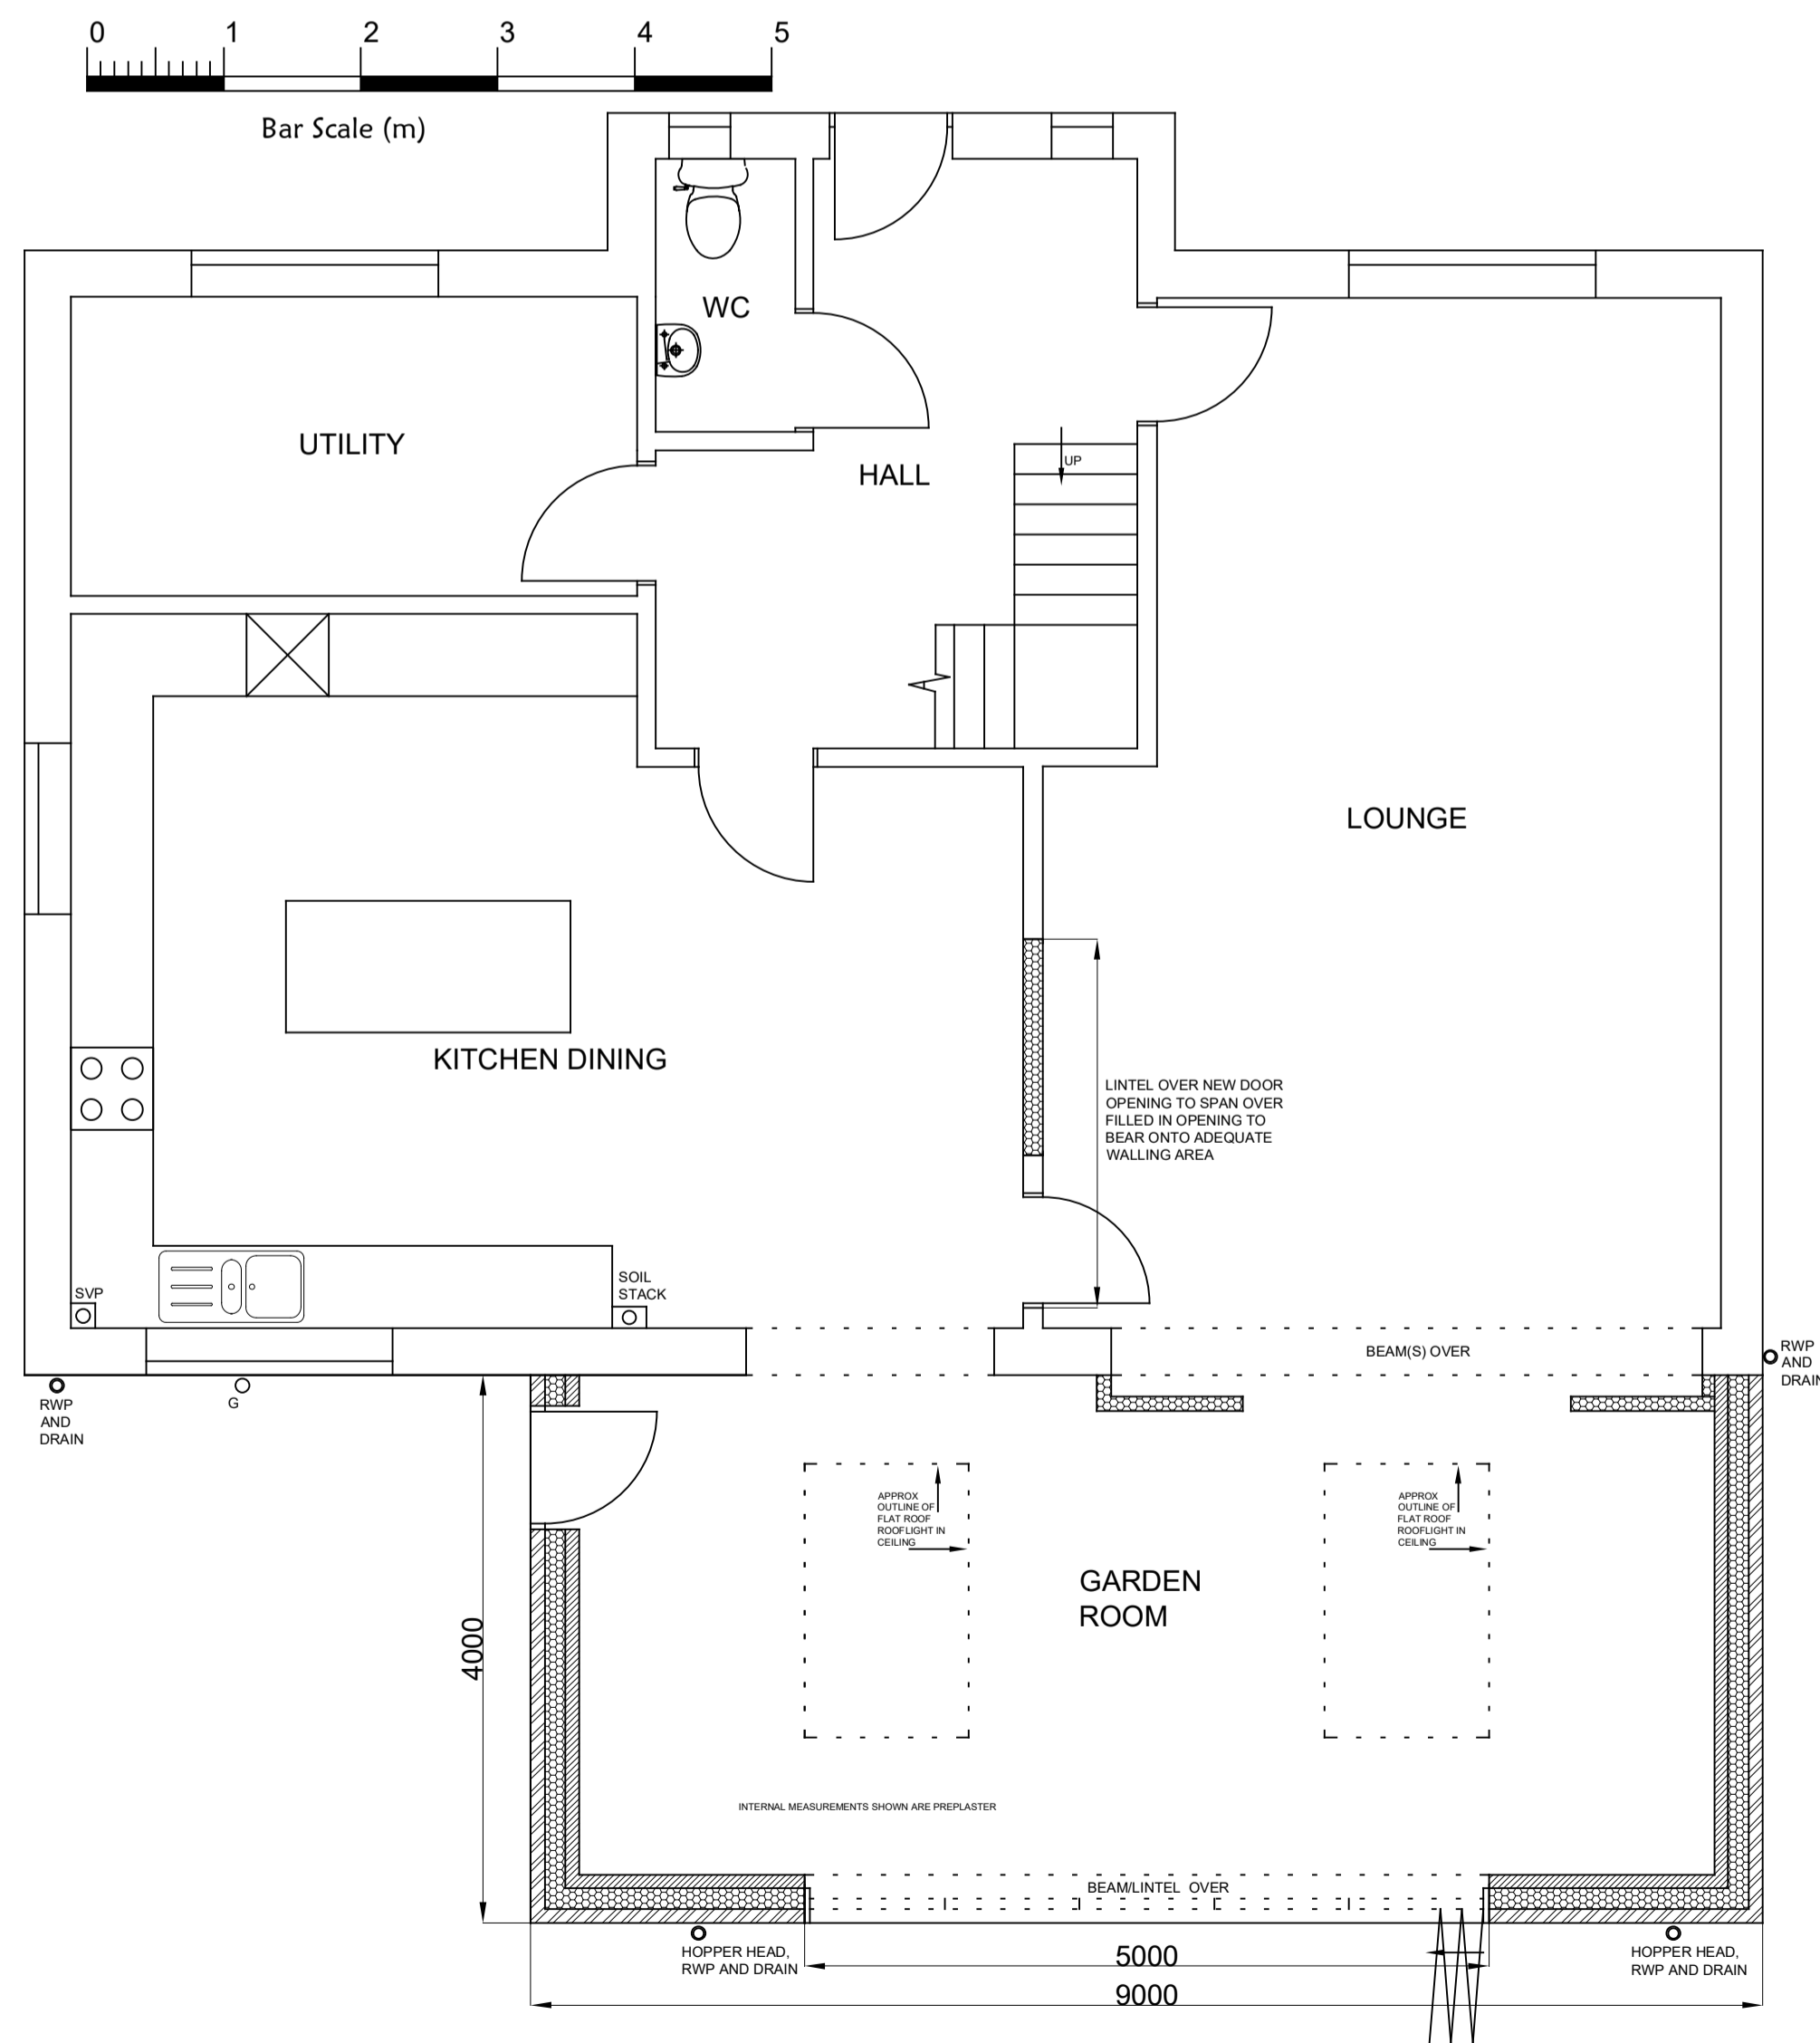 0 1 2 3 4 5
Bar Scale (m)
WC
UTILITY
HALL
UP
LOUNGE
KITCHEN DINING
LINTEL OVER NEW DOOR
OPENING TO SPAN OVER
FILLED IN OPENING TO
BEAR ONTO ADEQUATE
WALLING AREA
SVP
SOIL
STACK
BEAM(S) OVER
RWP
AND
DRAIN
RWP
AND
DRAIN
G
APPROX
OUTLINE OF
FLAT ROOF
ROOFLIGHT IN
CEILING
APPROX
OUTLINE OF
FLAT ROOF
ROOFLIGHT IN
CEILING
GARDEN
ROOM
4000
INTERNAL MEASUREMENTS SHOWN ARE PREPLASTER
BEAM/LINTEL OVER
HOPPER HEAD,
RWP AND DRAIN
5000
HOPPER HEAD,
RWP AND DRAIN
9000